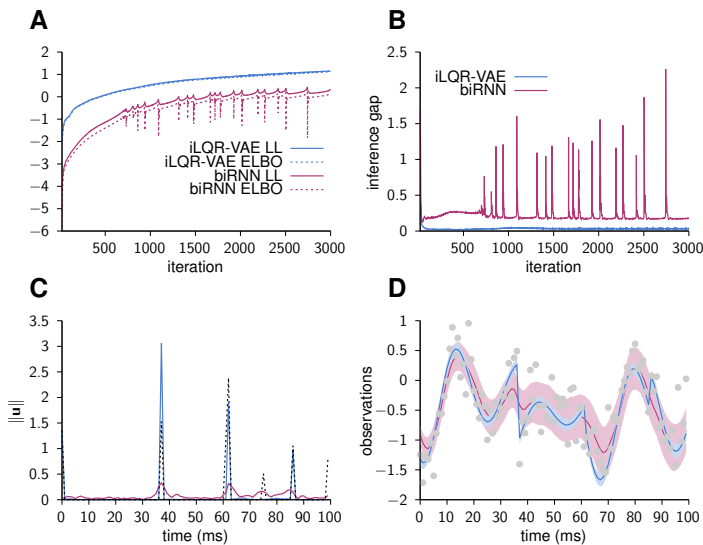 A
2
1
0
−1
−2
−3
−4
−5
−6
500 1000 1500 2000 2500 3000
iteration
iLQR-VAE LL
iLQR-VAE ELBO
biRNN LL
biRNN ELBO
B
2.5
2
1.5
1
0.5
0
inference gap
500 1000 1500 2000 2500 3000
iteration
iLQR-VAE
biRNN
C
3.5
3
2.5
2
1.5
1
0.5
0
||u||
0 10 20 30 40 50 60 70 80 90 100
time (ms)
D
1
0.5
0
−0.5
−1
−1.5
−2
observations
0 10 20 30 40 50 60 70 80 90 100
time (ms)